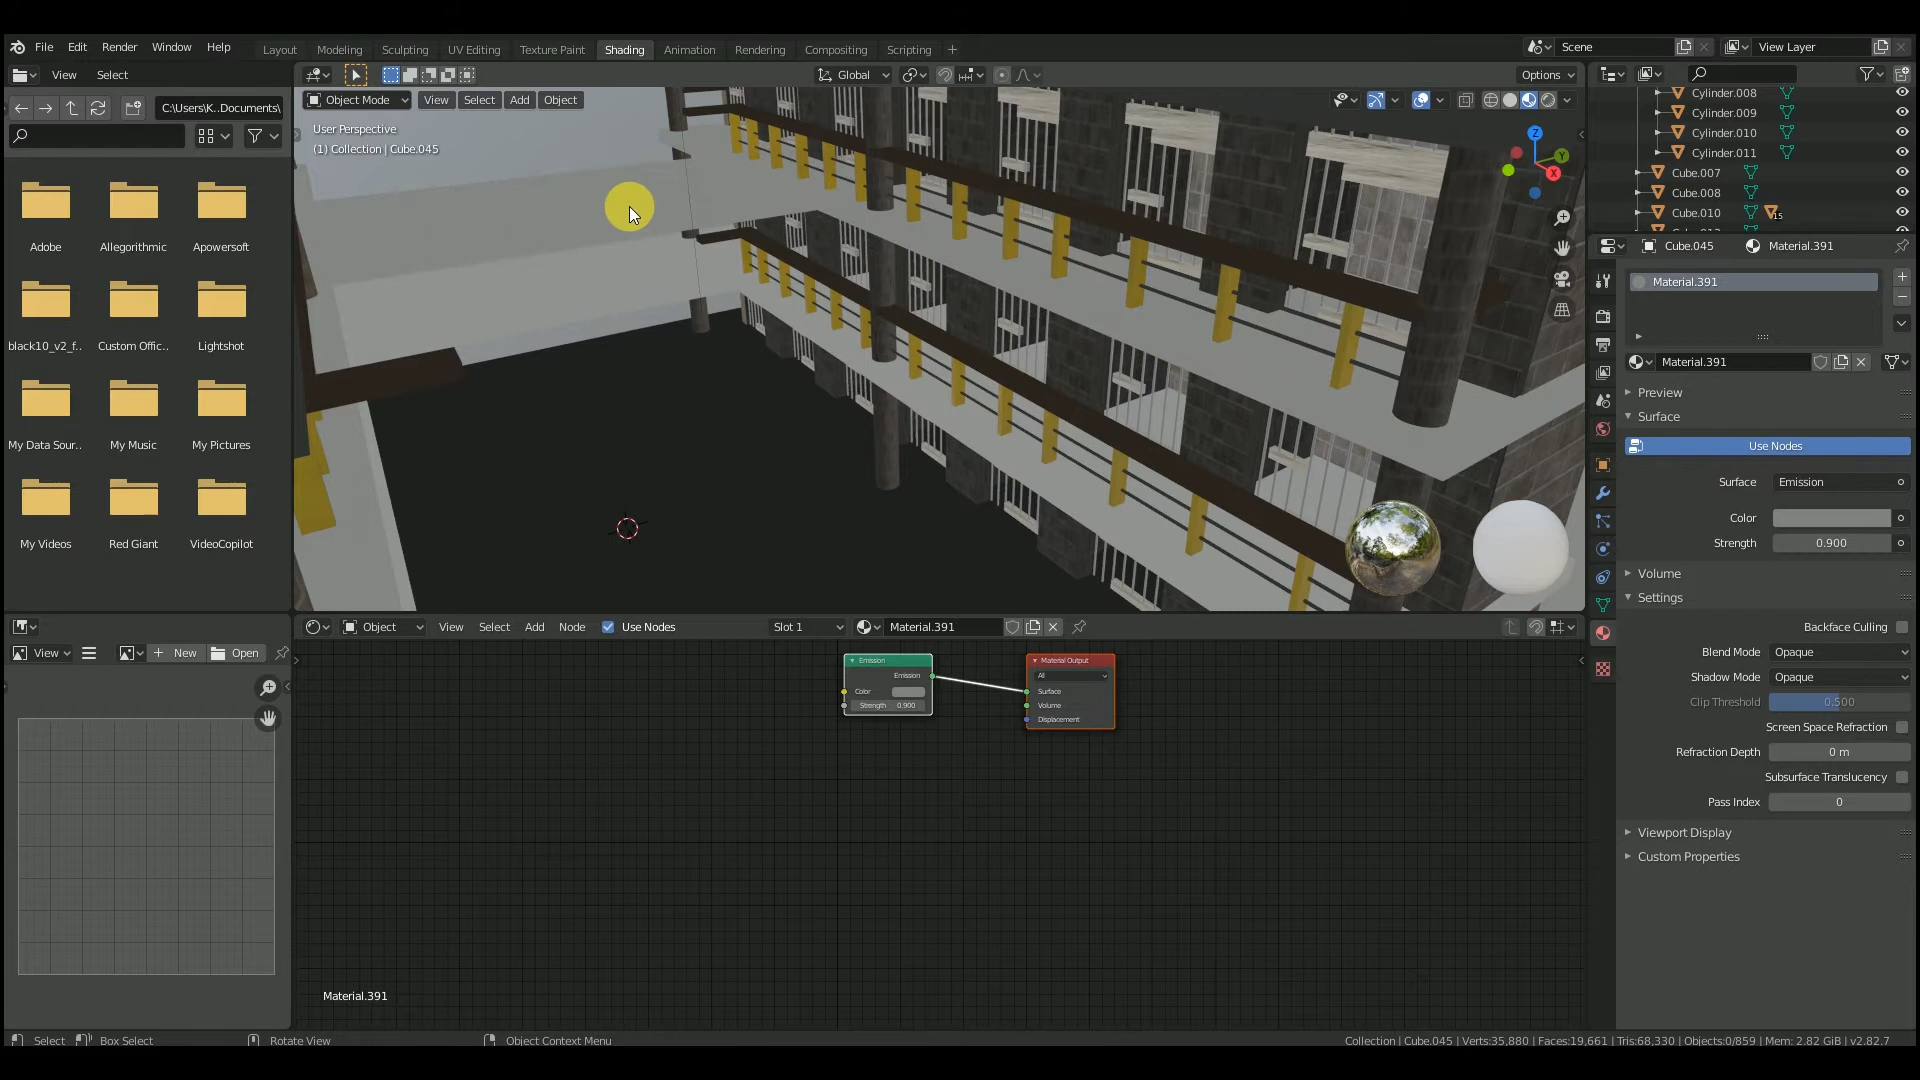 File Edit Render Window Help
Layout Modeling Sculpting UV Editing Texture Paint Shading Animation Rendering Compositing Scripting +
Scene
View Layer
View Select
Global
Options
C:\Users\K..Documents\
Object Mode View Select Add Object
User Perspective
(1) Collection | Cube.045
Z
Y
X
Cylinder.008
Cylinder.009
Cylinder.010
Cylinder.011
Cube.007
Cube.008
Cube.010
15
Adobe
Allegorithmic
Apowersoft
black10_v2_f..
Custom Offic..
Lightshot
My Data Sour..
My Music
My Pictures
My Videos
Red Giant
VideoCopilot
Cube.045
Material.391
Material.391
Material.391
Preview
Surface
Use Nodes
Surface Emission
Color
Strength 0.900
Volume
Settings
Backface Culling
Blend Mode Opaque
Shadow Mode Opaque
Clip Threshold 0.500
Screen Space Refraction
Refraction Depth 0 m
Subsurface Translucency
Pass Index 0
Viewport Display
Custom Properties
Object View Select Add Node Use Nodes Slot 1 Material.391
View New Open
Emission
Emission
Color
Strength 0.900
Material Output
All
Surface
Volume
Displacement
Material.391
Select Box Select Rotate View Object Context Menu
Collection | Cube.045 | Verts:35,880 | Faces:19,661 | Tris:68,330 | Objects:0/859 | Mem: 2.82 GiB | v2.82.7